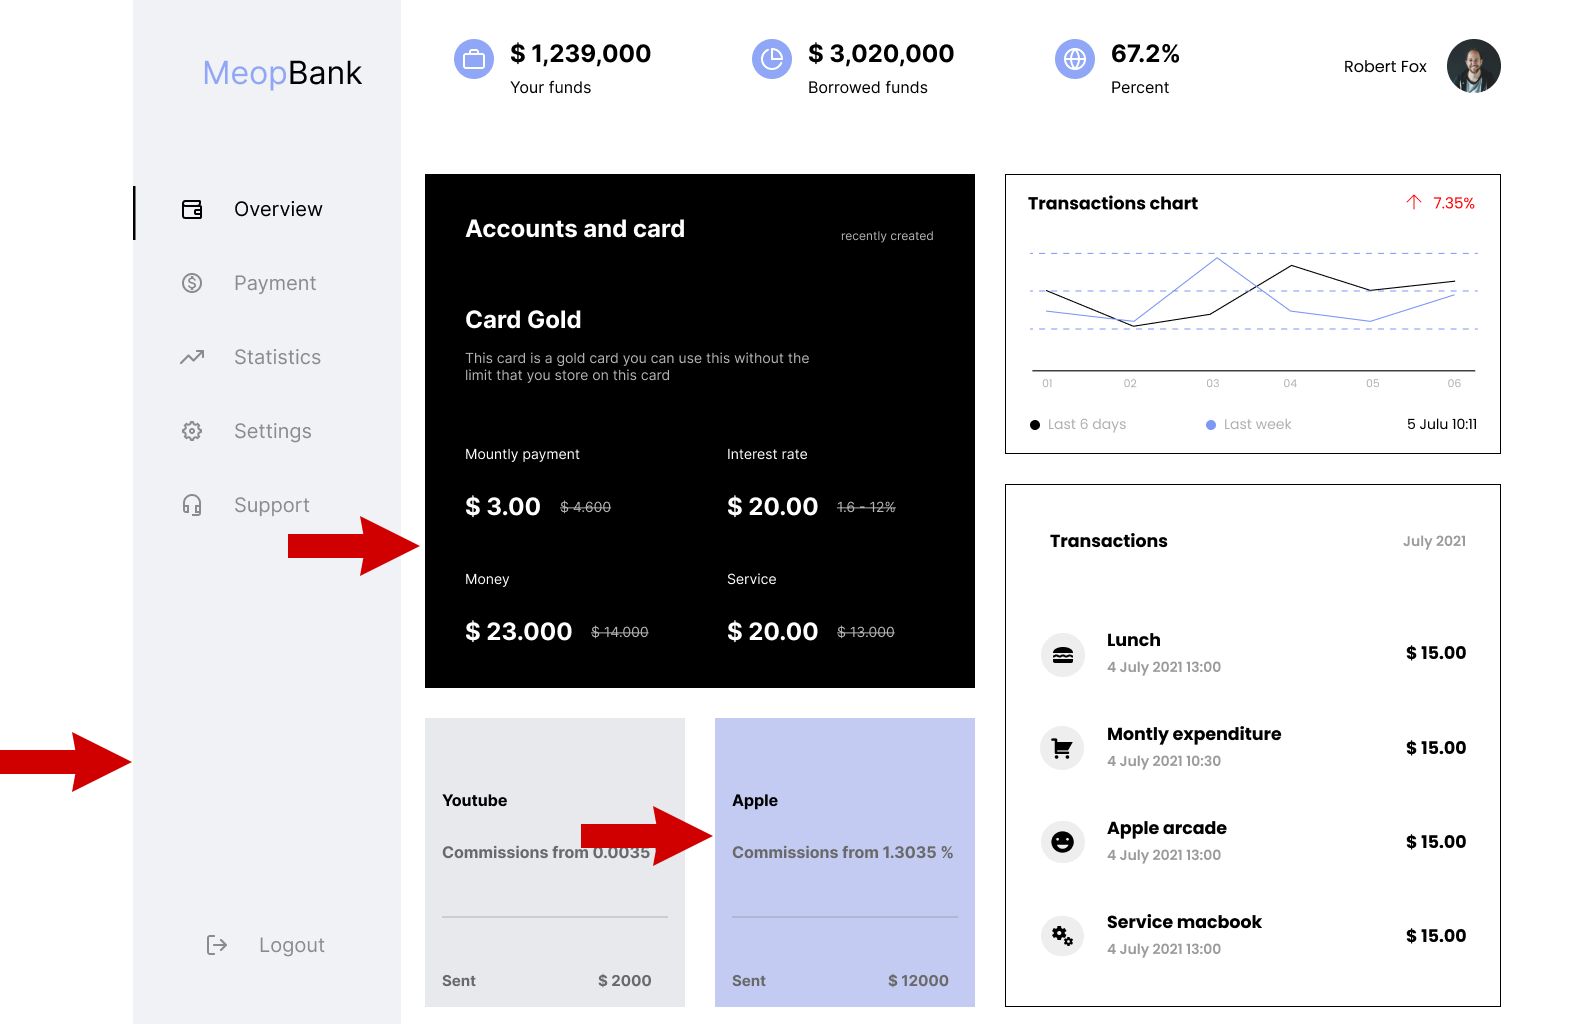 MeopBank
$ 1,239,000
Your funds
$ 3,020,000
Borrowed funds
67.2%
Percent
Robert Fox
Overview
Payment
Statistics
Settings
Support
Logout
Accounts and card
recently created
Card Gold
This card is a gold card you can use this without the
limit that you store on this card
Mountly payment
$ 3.00 $ 4.600
Interest rate
$ 20.00 1.6 - 12%
Money
$ 23.000 $ 14.000
Service
$ 20.00 $ 13.000
Youtube
Commissions from 0.0035
Sent $ 2000
Apple
Commissions from 1.3035 %
Sent $ 12000
Transactions chart
7.35%
01 02 03 04 05 06
Last 6 days Last week 5 Julu 10:11
Transactions July 2021
Lunch
4 July 2021 13:00
$ 15.00
Montly expenditure
4 July 2021 10:30
$ 15.00
Apple arcade
4 July 2021 13:00
$ 15.00
Service macbook
4 July 2021 13:00
$ 15.00